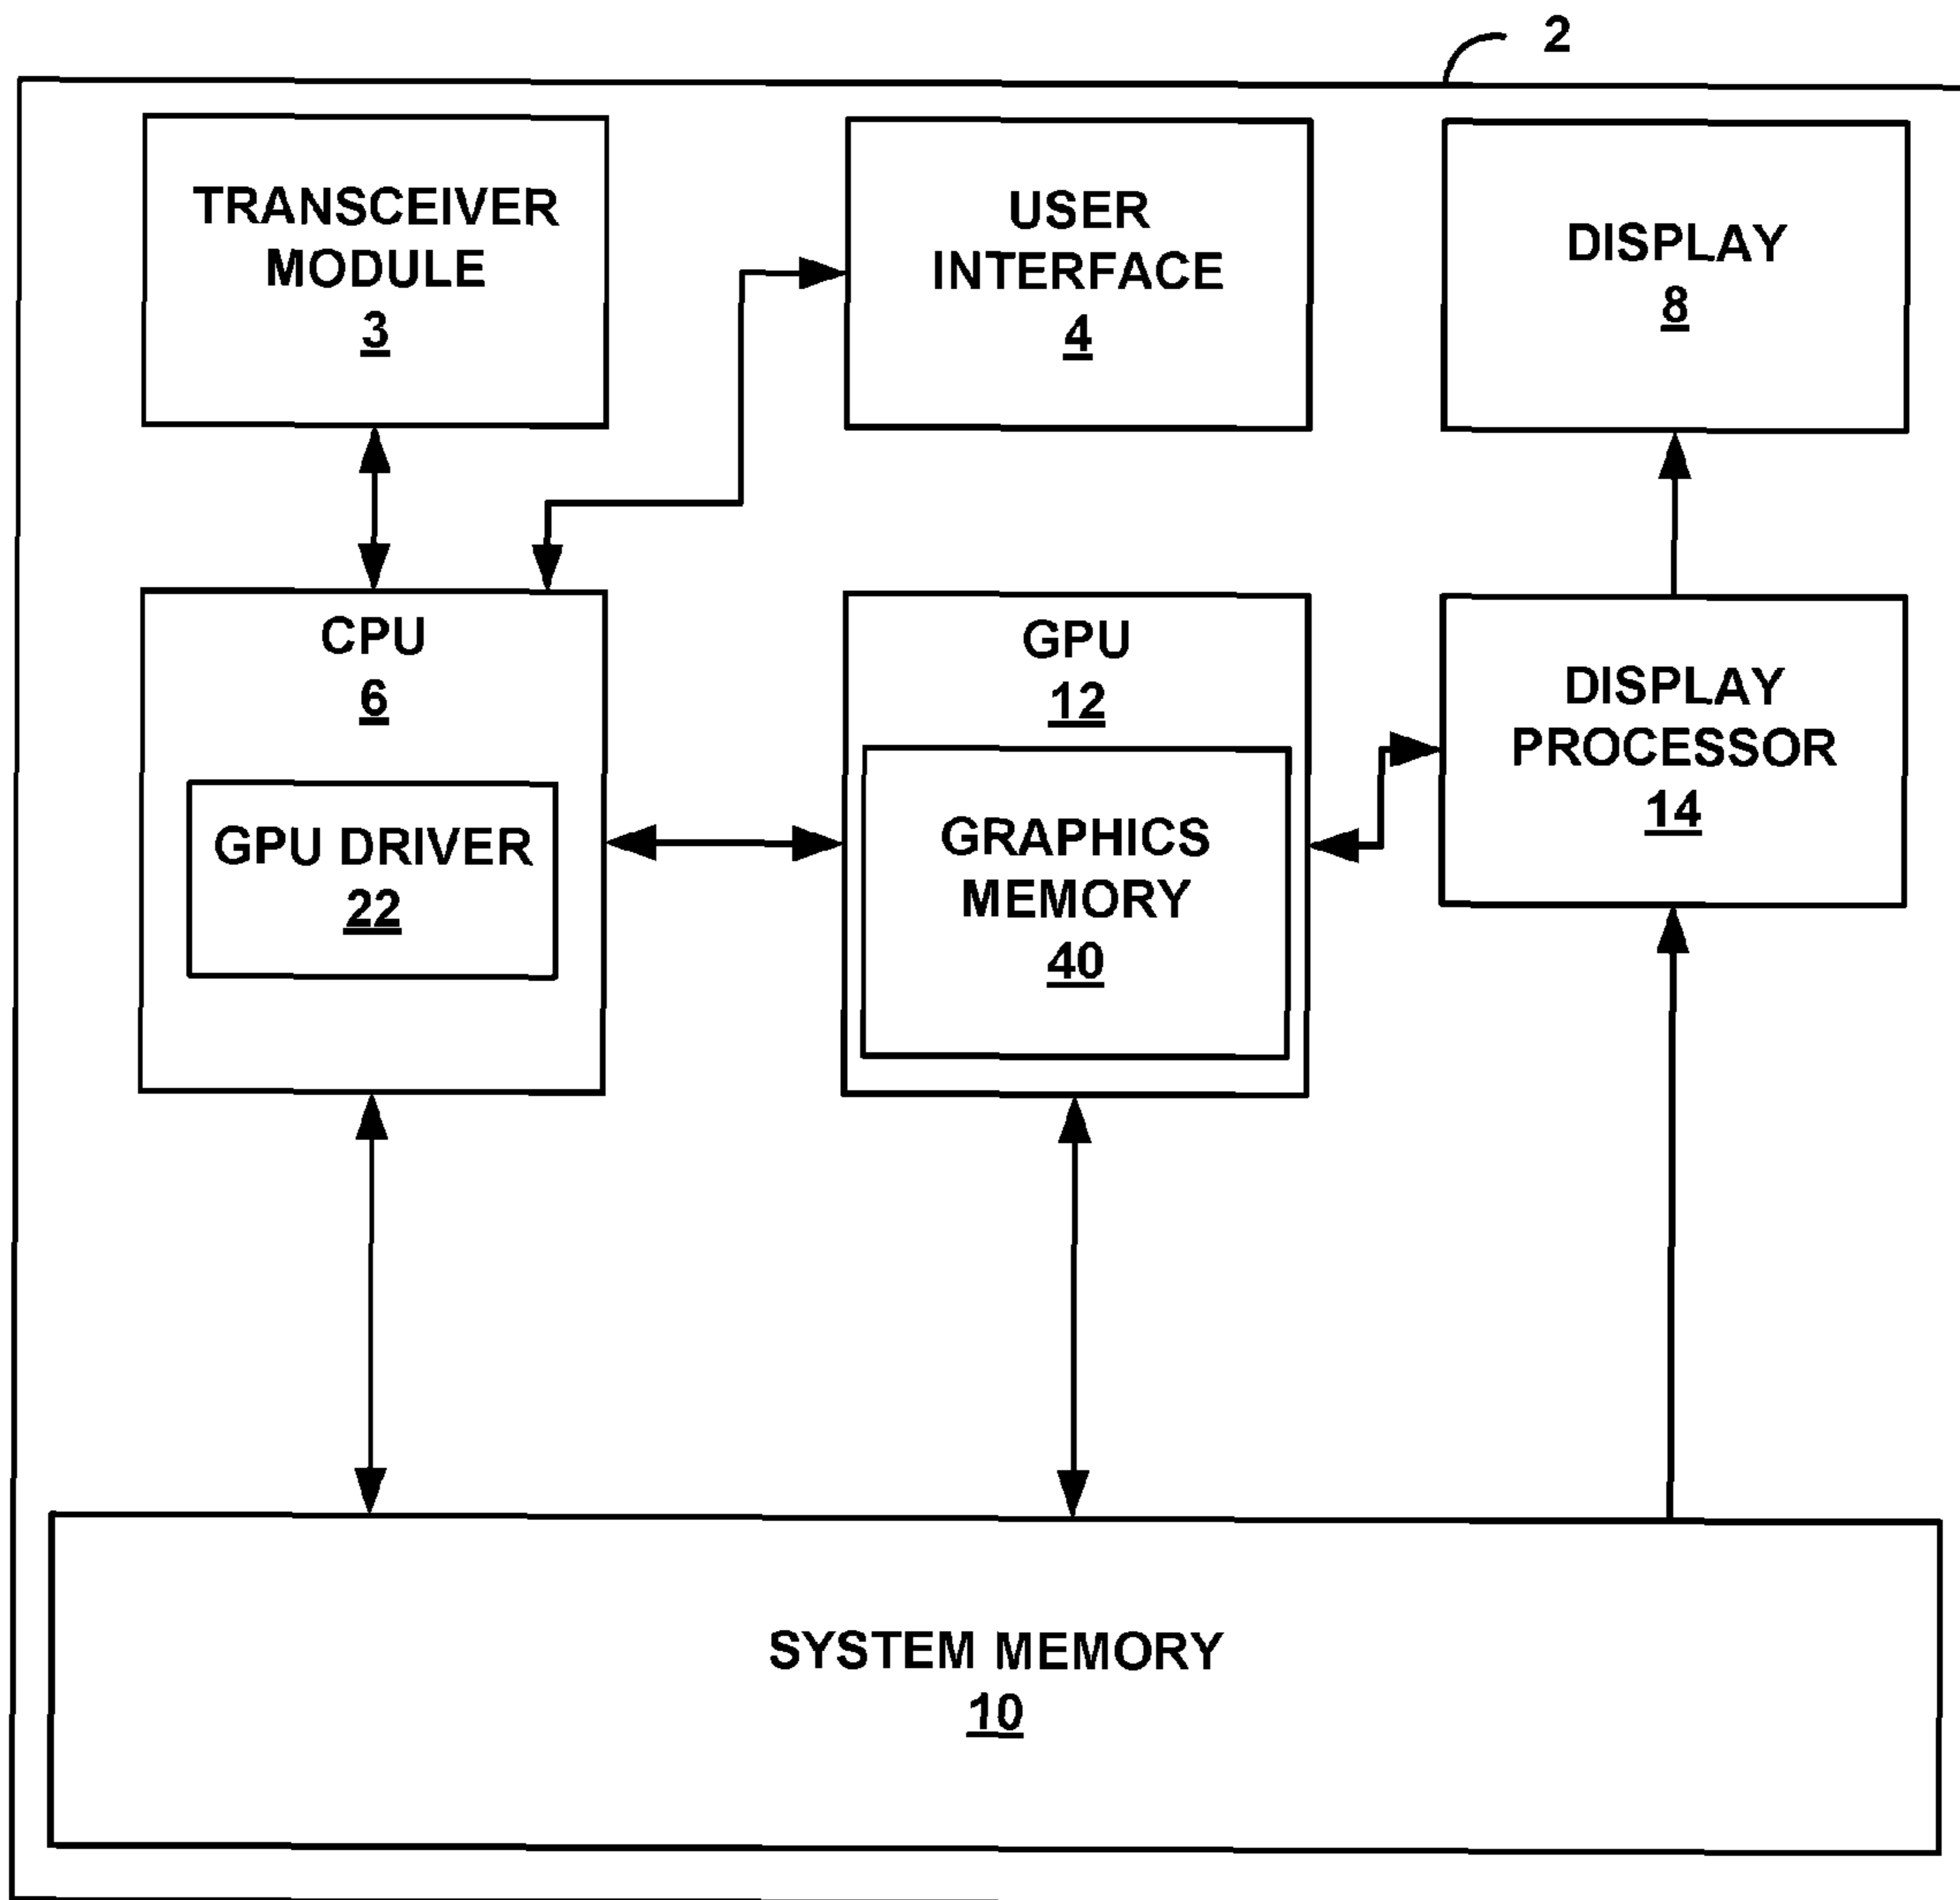 2
TRANSCEIVER
MODULE
3
USER
INTERFACE
4
DISPLAY
8
CPU
6
GPU DRIVER
22
GPU
12
GRAPHICS
MEMORY
40
DISPLAY
PROCESSOR
14
SYSTEM MEMORY
10